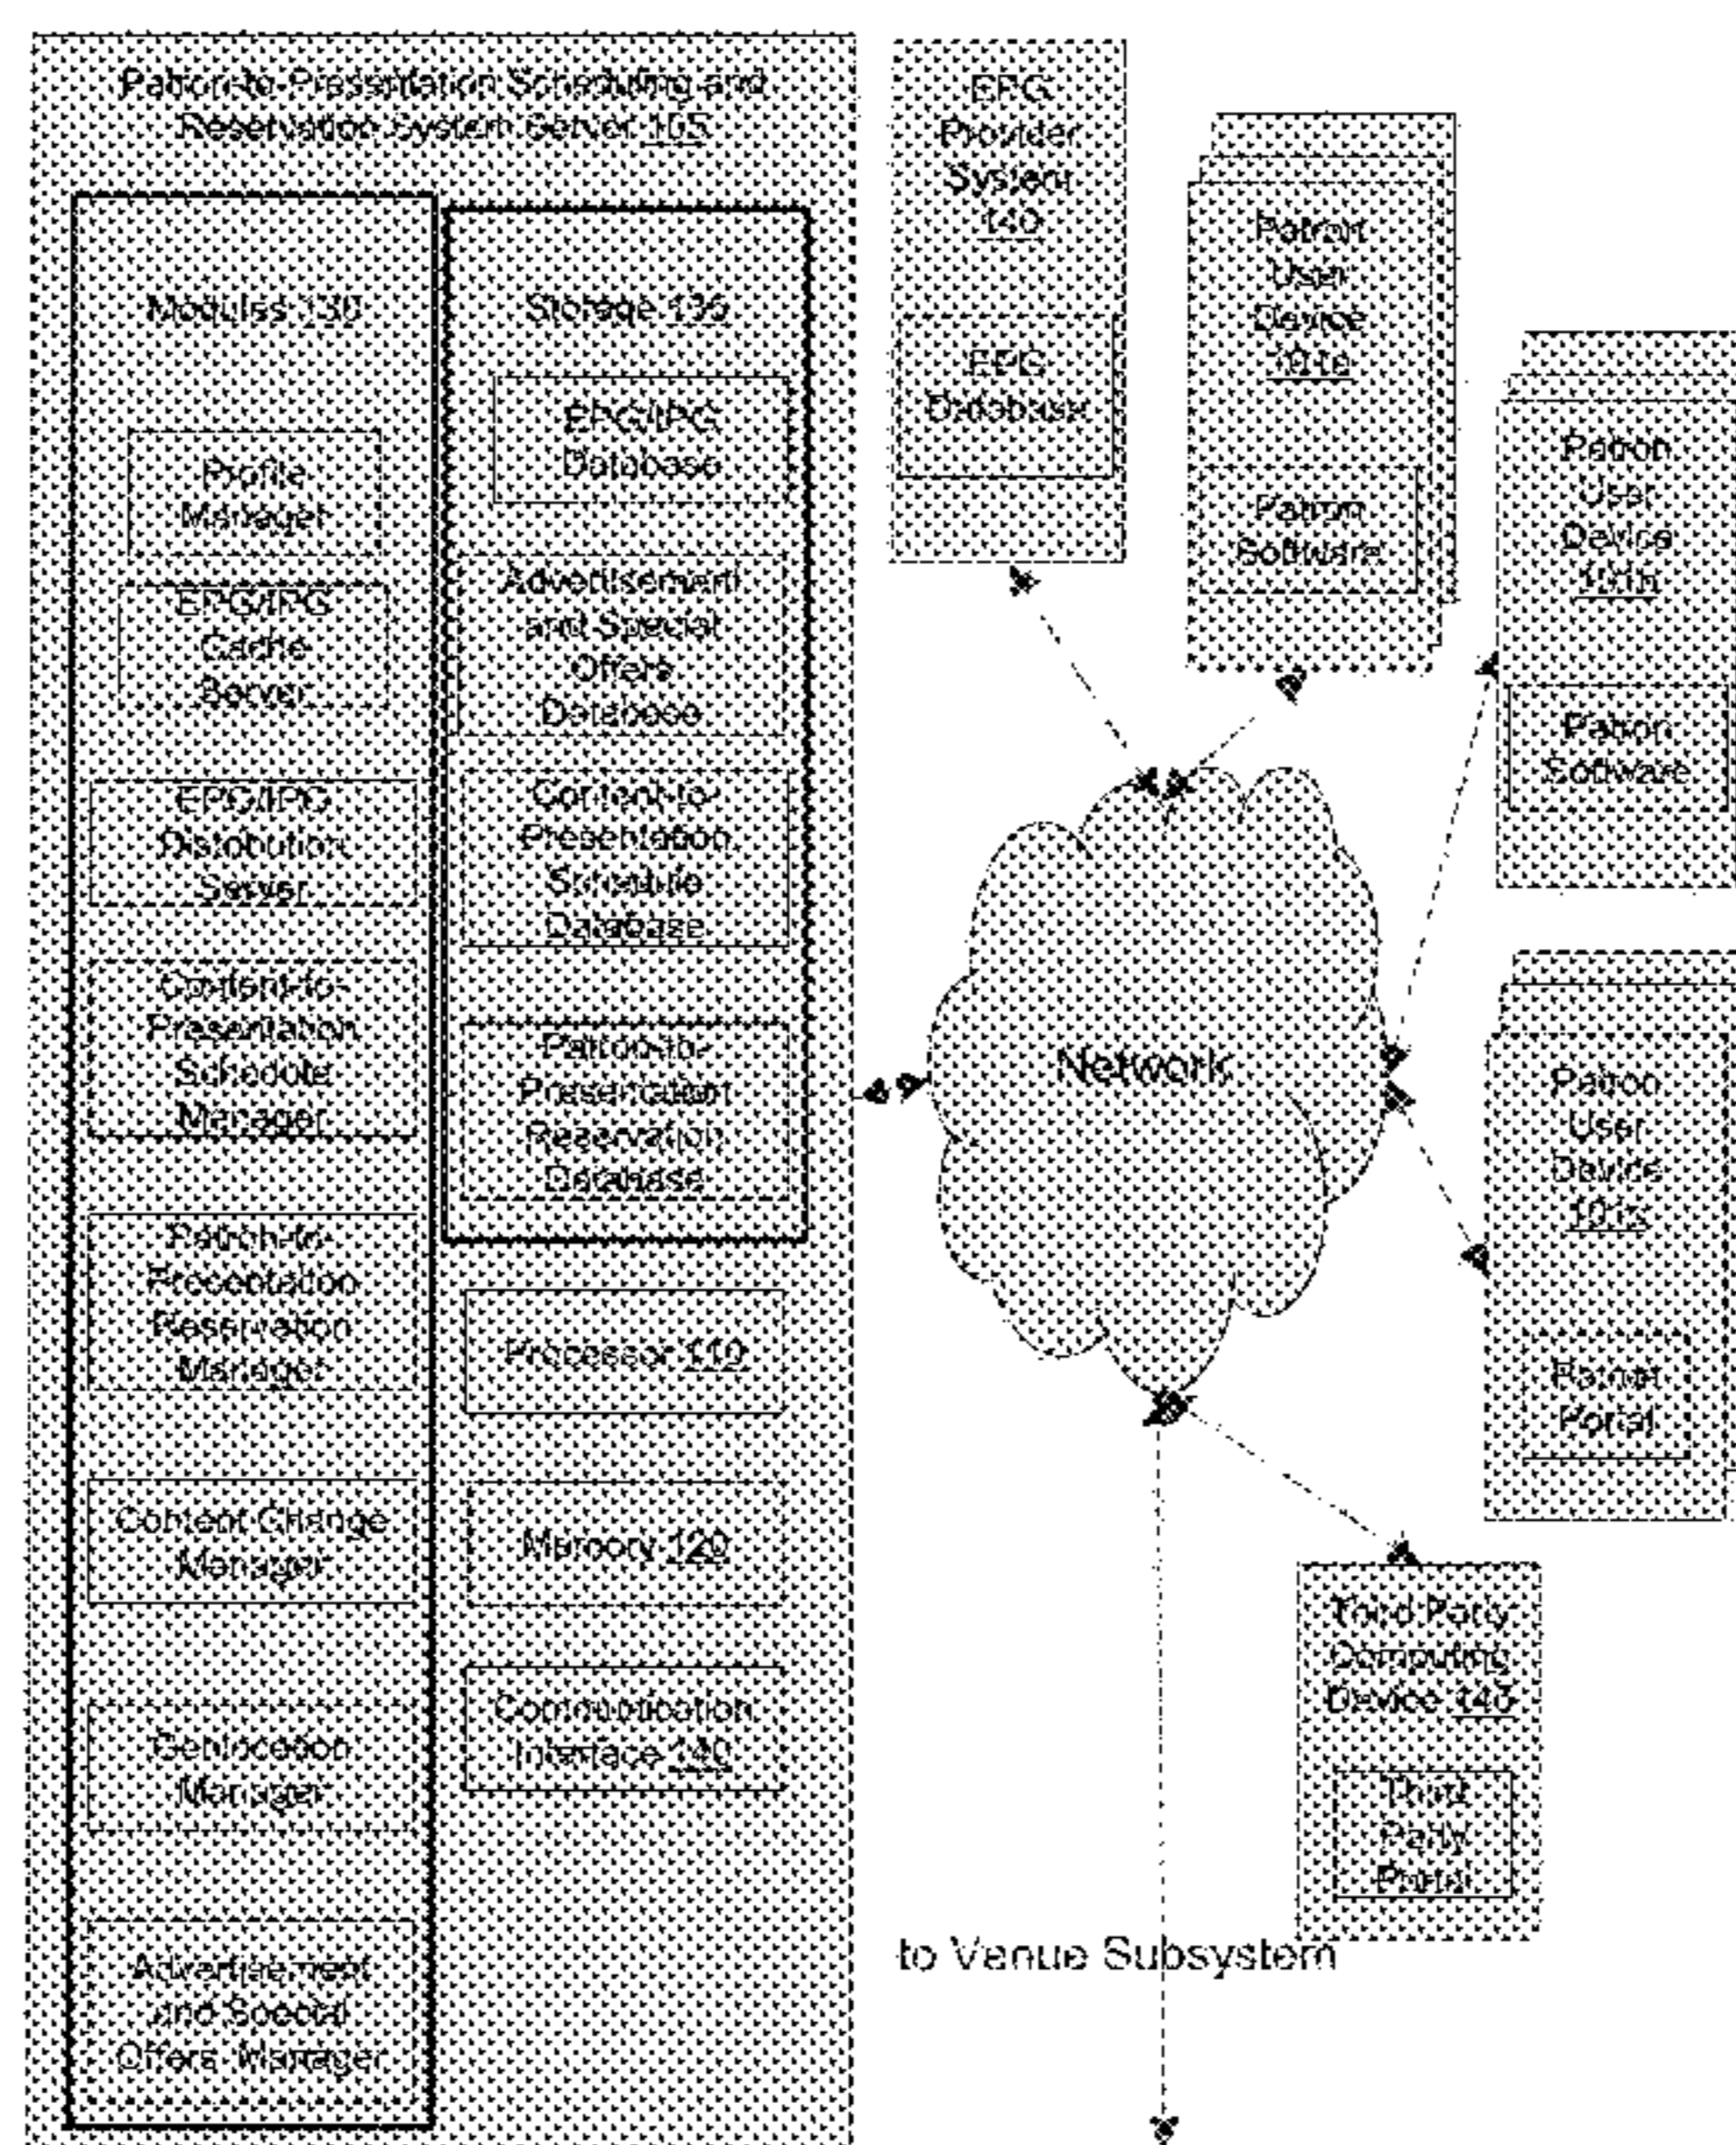 Patron-to-Presentation Scheduling and
Reservation System Server 105
Modules 130
Profile
Manager
EPG/IPG
Cache
Server
EPG/IPG
Distribution
Server
Content-to-
Presentation
Schedule
Manager
Patron-to-
Presentation
Reservation
Manager
Content Change
Manager
Geolocation
Manager
Advertisement
and Special
Offers Manager
Storage 135
EPG/IPG
Database
Advertisement
and Special
Offers
Database
Content-to-
Presentation
Schedule
Database
Patron-to-
Presentation
Reservation
Database
Processor 110
Memory 120
Communication
Interface 140
EPG
Provider
System
140
EPG
Database
Patron
User
Device
Patron
Software
Patron
User
Device
101n
Patron
Software
Network
Patron
User
Device
Patron
Portal
Third Party
Computing
Device 145
Third
Party
Portal
to Venue Subsystem